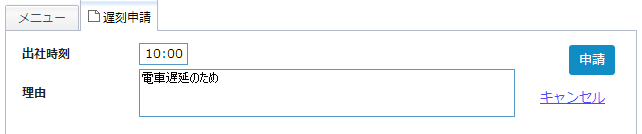 メニュー
遅刻申請
出社時刻
10:00
申請
理由
電車遅延のため
キャンセル